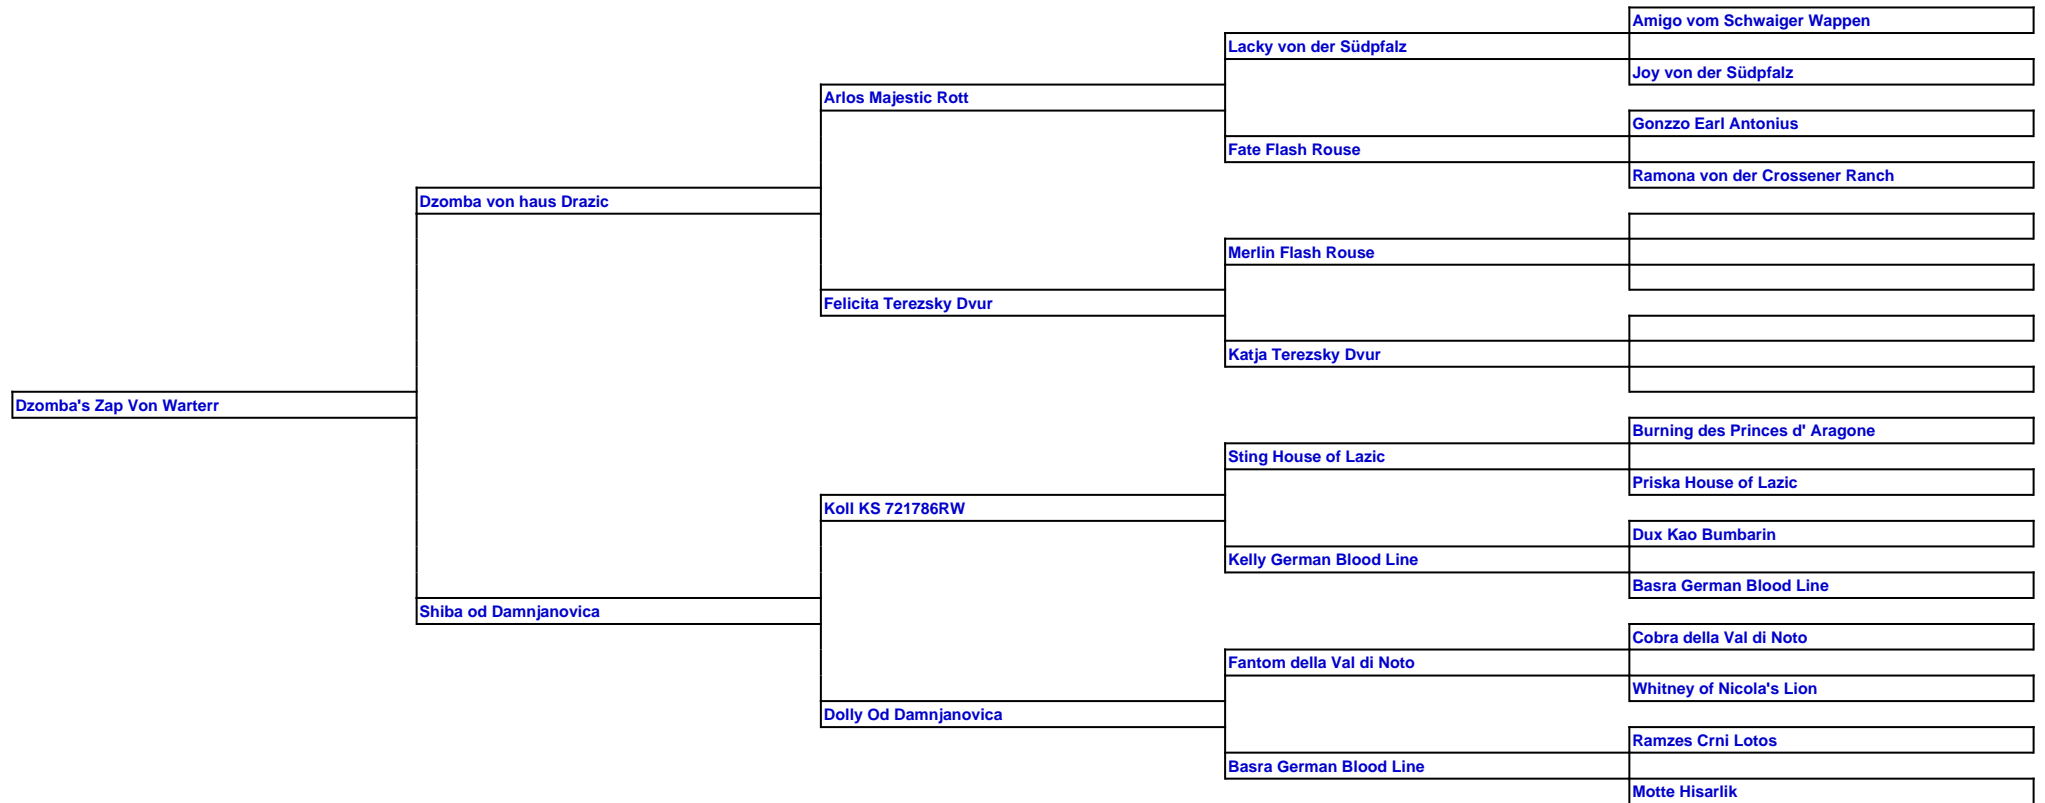 Amigo vom Schwaiger Wappen
Lacky von der Südpfalz
Joy von der Südpfalz
Arlos Majestic Rott
Gonzzo Earl Antonius
Fate Flash Rouse
Ramona von der Crossener Ranch
Dzomba von haus Drazic
Merlin Flash Rouse
Felicita Terezsky Dvur
Katja Terezsky Dvur
Dzomba's Zap Von Warterr
Burning des Princes d' Aragone
Sting House of Lazic
Priska House of Lazic
Koll KS 721786RW
Dux Kao Bumbarin
Kelly German Blood Line
Basra German Blood Line
Shiba od Damnjanovica
Cobra della Val di Noto
Fantom della Val di Noto
Whitney of Nicola's Lion
Dolly Od Damnjanovica
Ramzes Crni Lotos
Basra German Blood Line
Motte Hisarlik